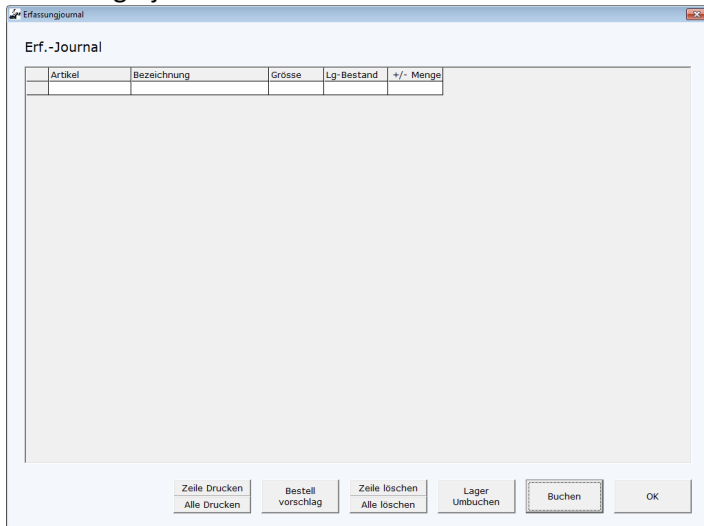 Erfassungjournal
Erf.-Journal
Artikel Bezeichnung Grösse Lg-Bestand +/- Menge
Zeile Drucken
Alle Drucken
Bestell
vorschlag
Zeile löschen
Alle löschen
Lager
Umbuchen
Buchen
OK